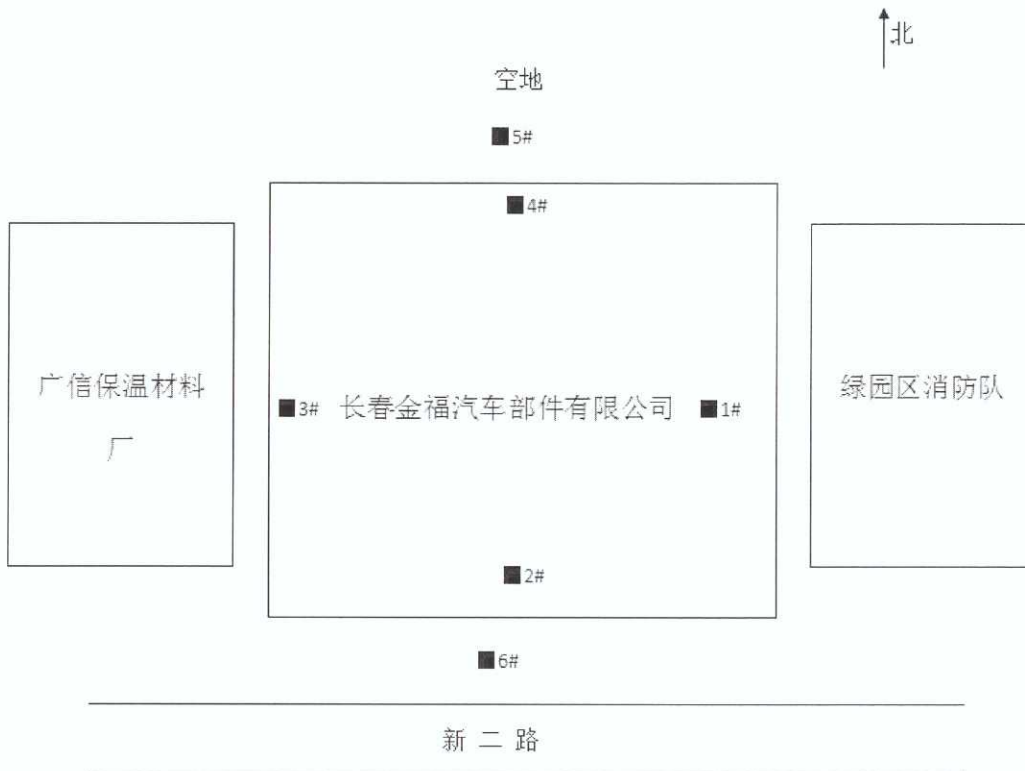 北
空地
5#
4#
广信保温材料
厂
3#
长春金福汽车部件有限公司
1#
绿园区消防队
2#
6#
新二路